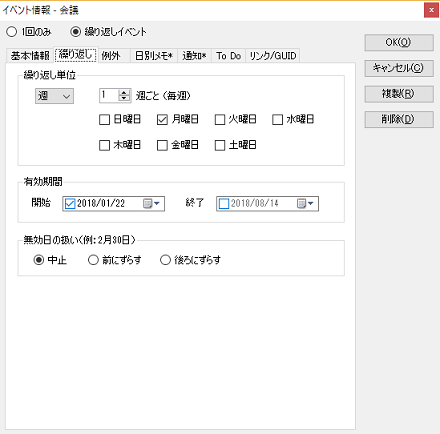 イベント情報 - 会議
1回のみ 繰り返しイベント
基本情報 繰り返し 例外 日別メモ* 通知* To Do リンク/GUID
繰り返し単位
週 1 週ごと (毎週)
日曜日 月曜日 火曜日 水曜日
木曜日 金曜日 土曜日
有効期間
開始 2018/01/22 終了 2018/08/14
無効日の扱い(例:2月30日)
中止 前にずらす 後ろにずらす
OK(O)
キャンセル(C)
複製(R)
削除(D)